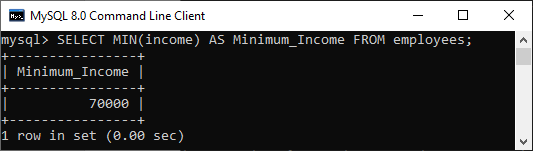 MySQL 8.0 Command Line Client
mysql> SELECT MIN(income) AS Minimum_Income FROM employees;
+----------------+
| Minimum_Income |
+----------------+
|          70000 |
+----------------+
1 row in set (0.00 sec)